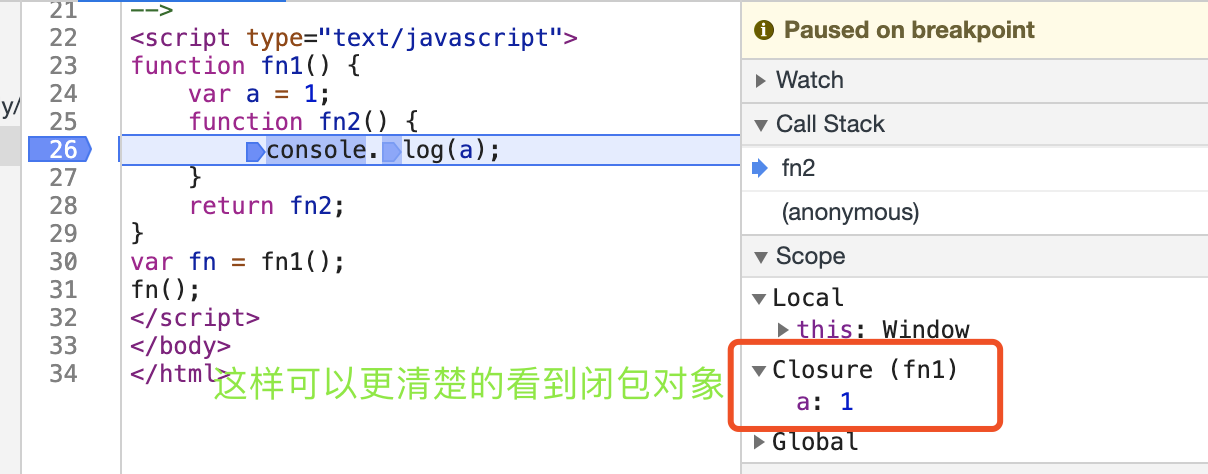 21 -->
22 <script type="text/javascript">
23 function fn1() {
24     var a = 1;
25     function fn2() {
26         console.log(a);
27     }
28     return fn2;
29 }
30 var fn = fn1();
31 fn();
32 </script>
33 </body>
34 </html>
这样可以更清楚的看到闭包对象
y/
Paused on breakpoint
Watch
Call Stack
fn2
(anonymous)
Scope
Local
this: Window
Closure (fn1)
a: 1
Global